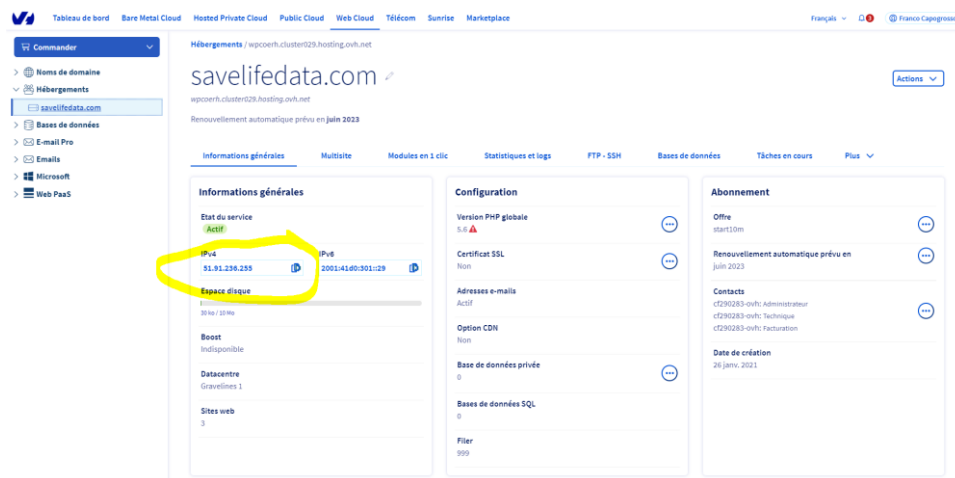 Tableau de bord Bare Metal Cloud Hosted Private Cloud Public Cloud Web Cloud Télécom Sunrise Marketplace Français 3 Franco Capogrosso
Commander
Noms de domaine
Hébergements
savelifedata.com
Bases de données
E-mail Pro
Emails
Microsoft
Web PaaS
Hébergements / wpcoerh.cluster029.hosting.ovh.net
savelifedata.com
Actions
wpcoerh.cluster029.hosting.ovh.net
Renouvellement automatique prévu en juin 2023
Informations générales Multisite Modules en 1 clic Statistiques et logs FTP - SSH Bases de données Tâches en cours Plus
Informations générales
Etat du service
Actif
IPv4 IPv6
51.91.236.255 2001:41d0:301::29
Espace disque
20 ko / 10 Mo
Boost
Indisponible
Datacentre
Gravelines 1
Sites web
3
Configuration
Version PHP globale
5.6
Certificat SSL
Non
Adresses e-mails
Actif
Option CDN
Non
Base de données privée
0
Bases de données SQL
0
Filer
999
Abonnement
Offre
start10m
Renouvellement automatique prévu en
juin 2023
Contacts
cf290283-ovh: Administrateur
cf290283-ovh: Technique
cf290283-ovh: Facturation
Date de création
26 janv. 2021